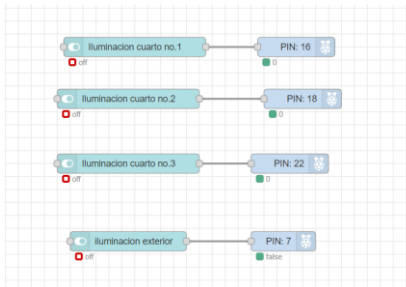 Iluminacion cuarto no.1
PIN: 16
off
0
Iluminacion cuarto no.2
PIN: 18
off
0
Iluminacion cuarto no.3
PIN: 22
off
0
iluminacion exterior
PIN: 7
off
false